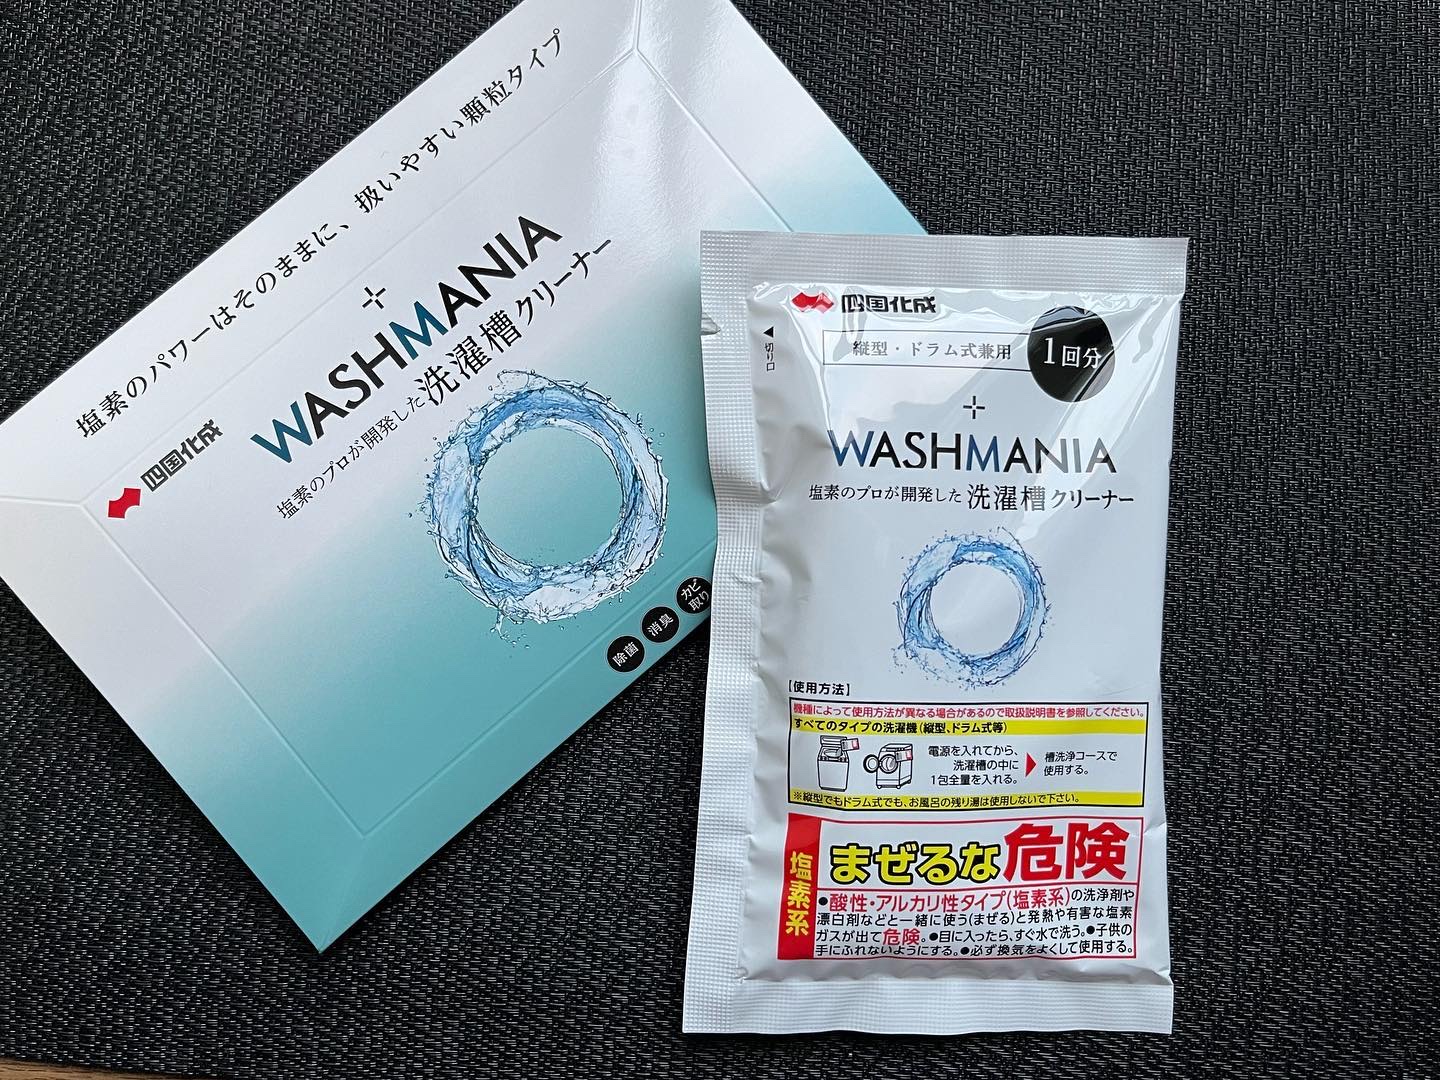 塩素のパワーはそのままに、扱いやすい顆粒タイプ
四国化成
WASHMANIA
塩素のプロが開発した洗濯槽クリーナー
除菌
消臭
カビ
取り
四国化成
切り口
縦型・ドラム式兼用
1回分
WASHMANIA
塩素のプロが開発した洗濯槽クリーナー
【使用方法】
機種によって使用方法が異なる場合があるので取扱説明書を参照してください。
すべてのタイプの洗濯機(縦型、ドラム式等)
電源を入れてから、
洗濯槽の中に
1包全量を入れる。
槽洗浄コースで
使用する。
※縦型でもドラム式でも、お風呂の残り湯は使用しないで下さい。
塩素系
まぜるな危険
●酸性・アルカリ性タイプ(塩素系)の洗浄剤や
漂白剤などと一緒に使う(まぜる)と発熱や有害な塩素
ガスが出て危険。●目に入ったら、すぐ水で洗う。●子供の
手にふれないようにする。●必ず換気をよくして使用する。